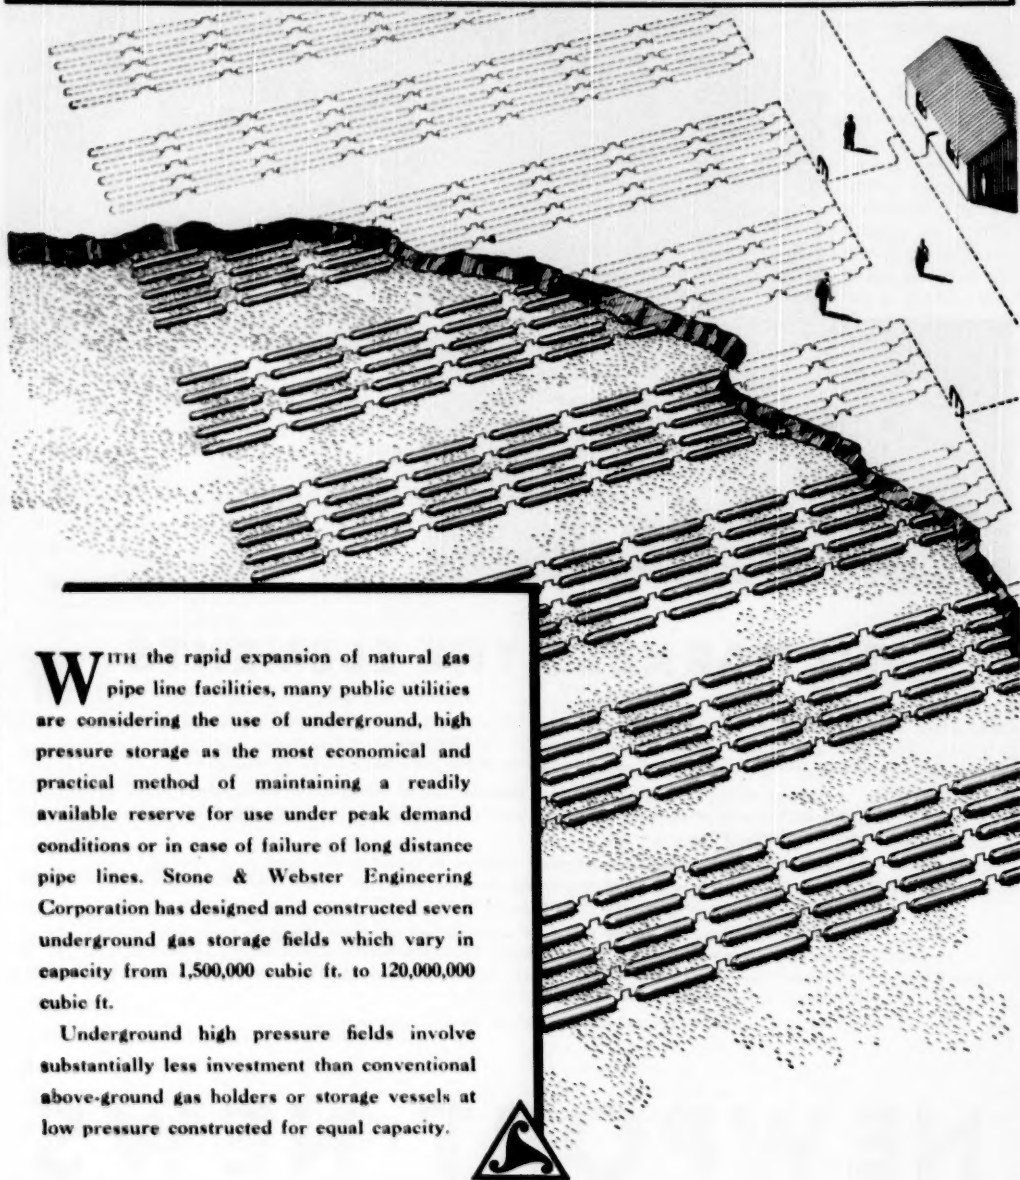 WITH the rapid expansion of natural gas
pipe line facilities, many public utilities
are considering the use of underground, high
pressure storage as the most economical and
practical method of maintaining a readily
available reserve for use under peak demand
conditions or in case of failure of long distance
pipe lines. Stone & Webster Engineering
Corporation has designed and constructed seven
underground gas storage fields which vary in
capacity from 1,500,000 cubic ft. to 120,000,000
cubic ft.
Underground high pressure fields involve
substantially less investment than conventional
above-ground gas holders or storage vessels at
low pressure constructed for equal capacity.